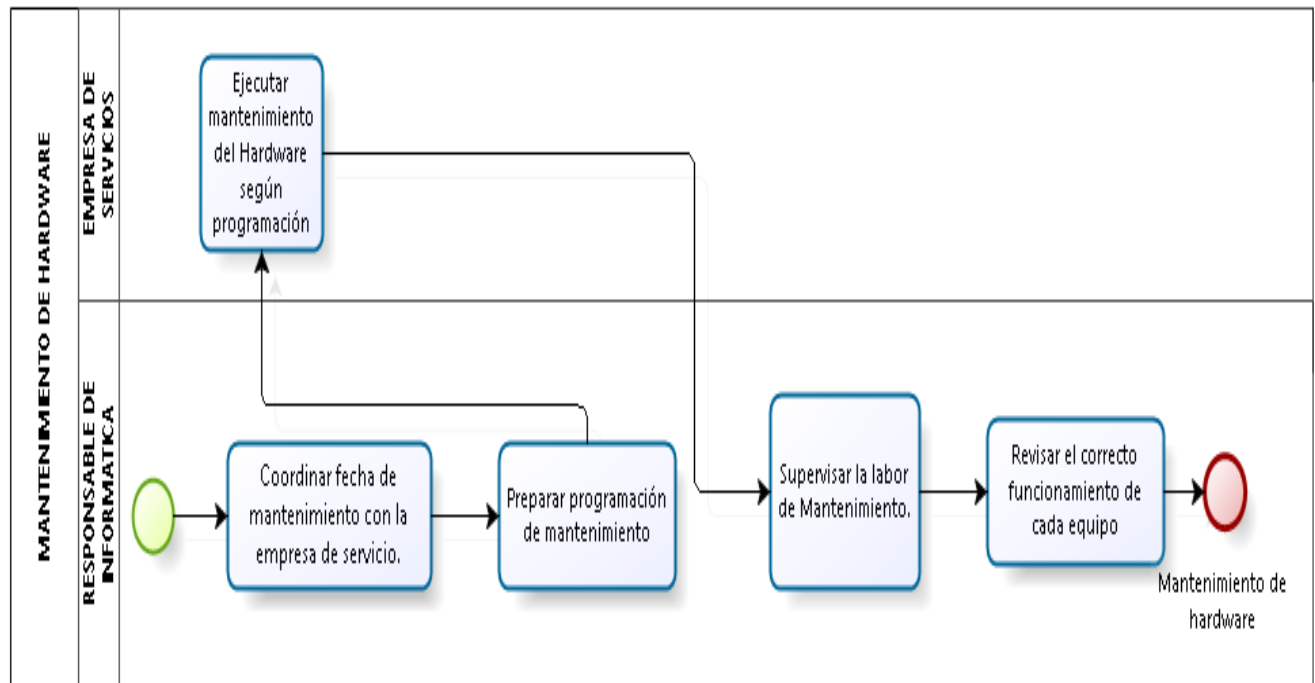 MANTENIMIENTO DE HARDWARE
EMPRESA DE
SERVICIOS
Ejecutar
mantenimiento
del Hardware
según
programación
RESPONSABLE DE
INFORMATICA
Coordinar fecha de
mantenimiento con la
empresa de servicio.
Preparar programación
de mantenimiento
Supervisar la labor
de Mantenimiento.
Revisar el correcto
funcionamiento de
cada equipo
Mantenimiento de
hardware